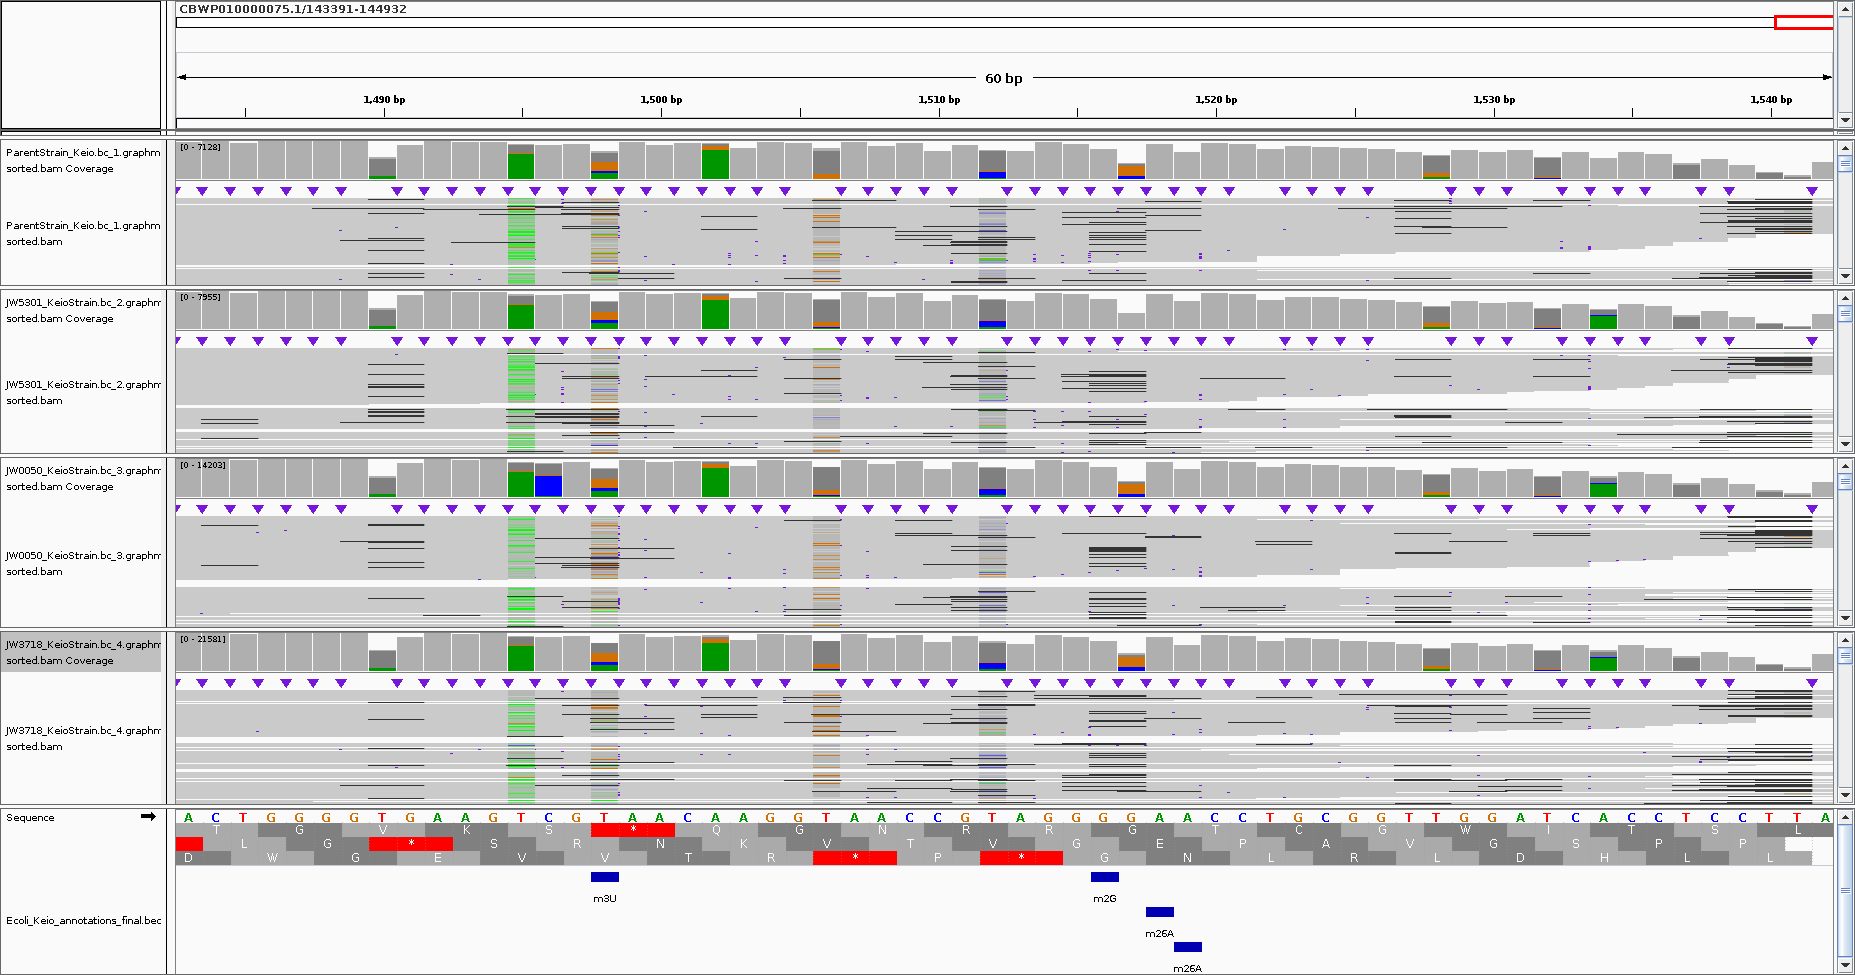 CBWP010000075.1/143391-144932
60 bp
1,490 bp 1,500 bp 1,510 bp 1,520 bp 1,530 bp 1,540 bp
ParentStrain_Keio.bc_1.graphm
sorted.bam Coverage
[0 - 7128]
ParentStrain_Keio.bc_1.graphm
sorted.bam
JW5301_KeioStrain.bc_2.graphm
sorted.bam Coverage
[0 - 7955]
JW5301_KeioStrain.bc_2.graphm
sorted.bam
JW0050_KeioStrain.bc_3.graphm
sorted.bam Coverage
[0 - 14203]
JW0050_KeioStrain.bc_3.graphm
sorted.bam
JW3718_KeioStrain.bc_4.graphm
sorted.bam Coverage
[0 - 21581]
JW3718_KeioStrain.bc_4.graphm
sorted.bam
Sequence
A C T G G G G T G A A G T C G T A A C A A G G T A A C C G T A G G G G A A C C T G C G G T T G G A T C A C C T C C T T A
T G V K S * Q G N R R G T C G W I T S L
L G * S R N K V T V G E P A V G S P P
D W G E V V T R * P * G N L R L D H L L
m3U m2G
Ecoli_Keio_annotations_final.bec
m26A
m26A